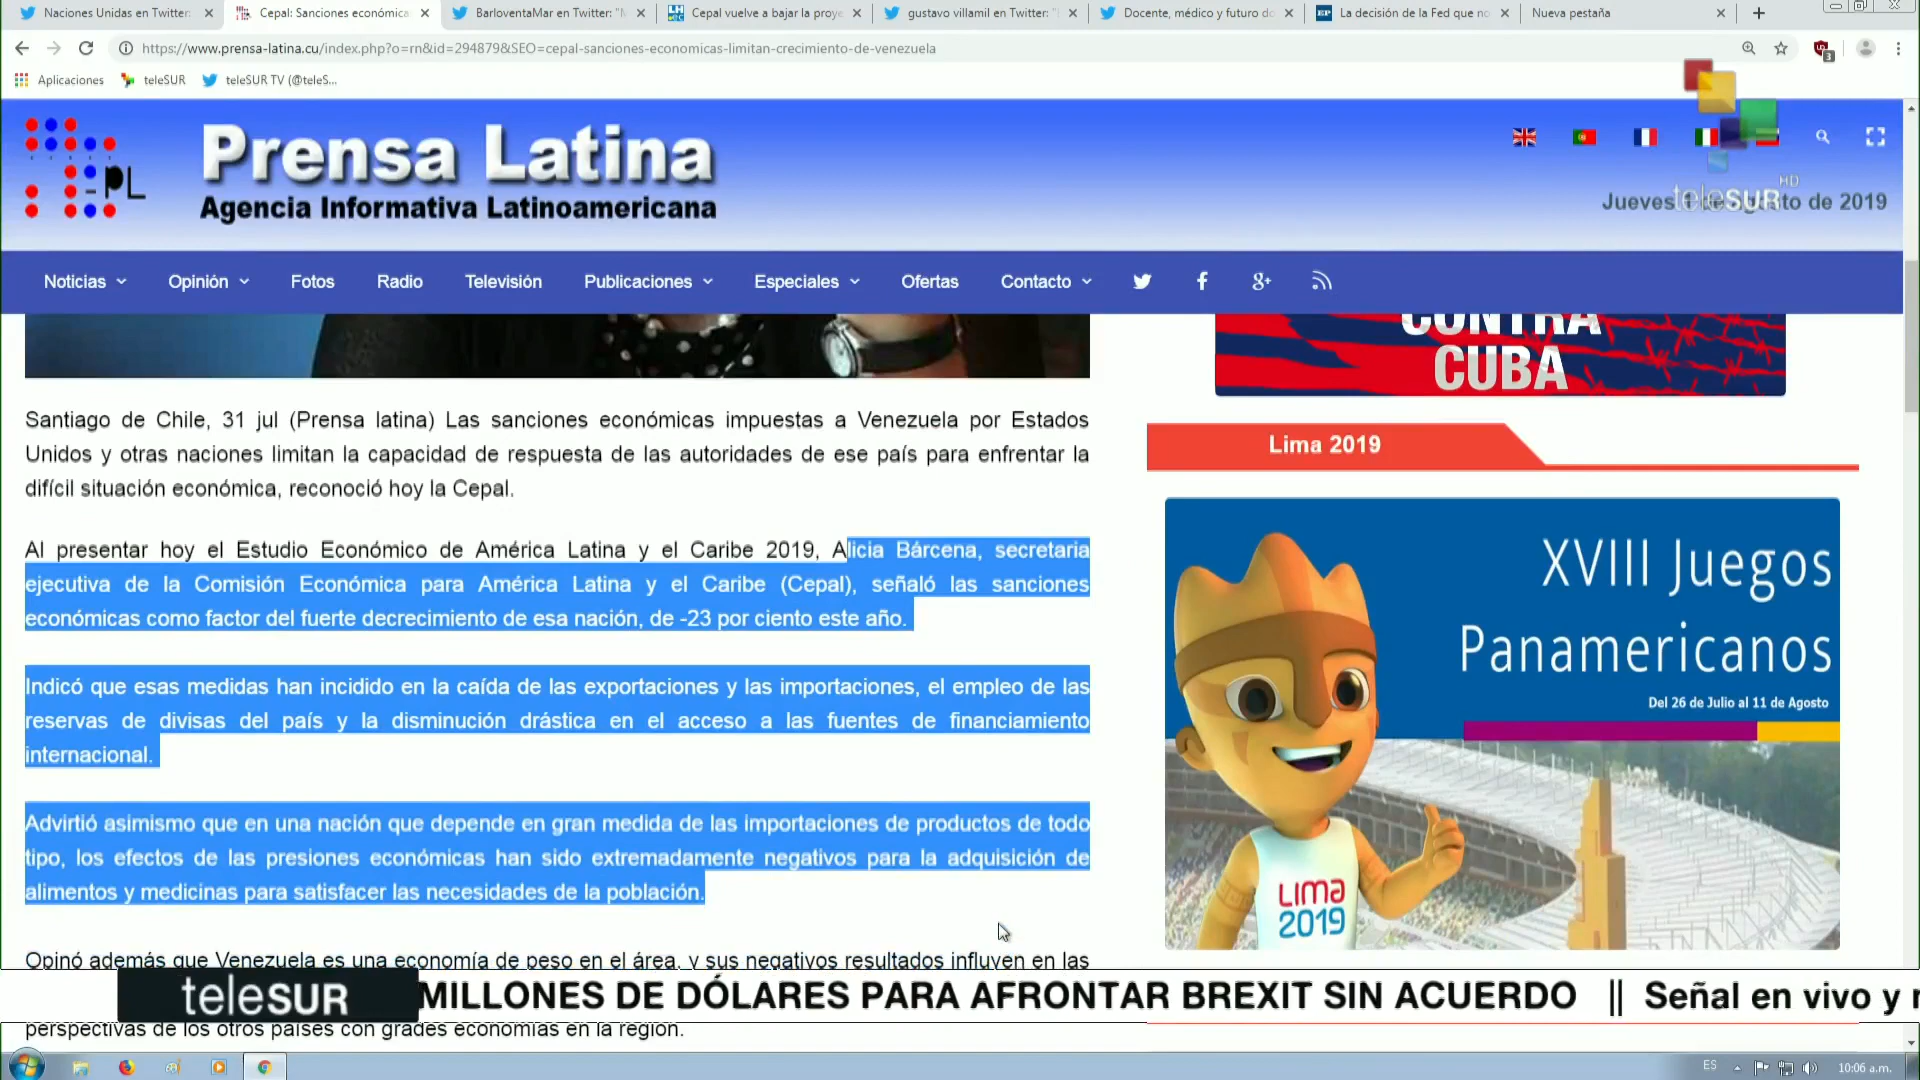 Naciones Unidas en Twitter:
Cepal: Sanciones económica
BarloventaMar en Twitter: "M
Cepal vuelve a bajar la proye
gustavo villamil en Twitter: "
Docente, médico y futuro do
La decisión de la Fed que no
Nueva pestaña
https://www.prensa-latina.cu/index.php?o=rn&id=294879&SEO=cepal-sanciones-economicas-limitan-crecimiento-de-venezuela
3
Aplicaciones
teleSUR
teleSUR TV (@teleS...
PL
Prensa Latina
Agencia Informativa Latinoamericana
HD
teleSUR
Jueves 1 de agosto de 2019
Noticias
Opinión
Fotos
Radio
Televisión
Publicaciones
Especiales
Ofertas
Contacto
CONTRA
CUBA
Santiago de Chile, 31 jul (Prensa latina) Las sanciones económicas impuestas a Venezuela por Estados
Unidos y otras naciones limitan la capacidad de respuesta de las autoridades de ese país para enfrentar la
difícil situación económica, reconoció hoy la Cepal.
Al presentar hoy el Estudio Económico de América Latina y el Caribe 2019, Alicia Bárcena, secretaria
ejecutiva de la Comisión Económica para América Latina y el Caribe (Cepal), señaló las sanciones
económicas como factor del fuerte decrecimiento de esa nación, de -23 por ciento este año.
Indicó que esas medidas han incidido en la caída de las exportaciones y las importaciones, el empleo de las
reservas de divisas del país y la disminución drástica en el acceso a las fuentes de financiamiento
internacional.
Advirtió asimismo que en una nación que depende en gran medida de las importaciones de productos de todo
tipo, los efectos de las presiones económicas han sido extremadamente negativos para la adquisición de
alimentos y medicinas para satisfacer las necesidades de la población.
Opinó además que Venezuela es una economía de peso en el área, y sus negativos resultados influyen en las
perspectivas de los otros países con grades economías en la región.
Lima 2019
XVIII Juegos
Panamericanos
Del 26 de Julio al 11 de Agosto
LIMA
2019
teleSUR
MILLONES DE DÓLARES PARA AFRONTAR BREXIT SIN ACUERDO || Señal en vivo y
ES
10:06 a.m.